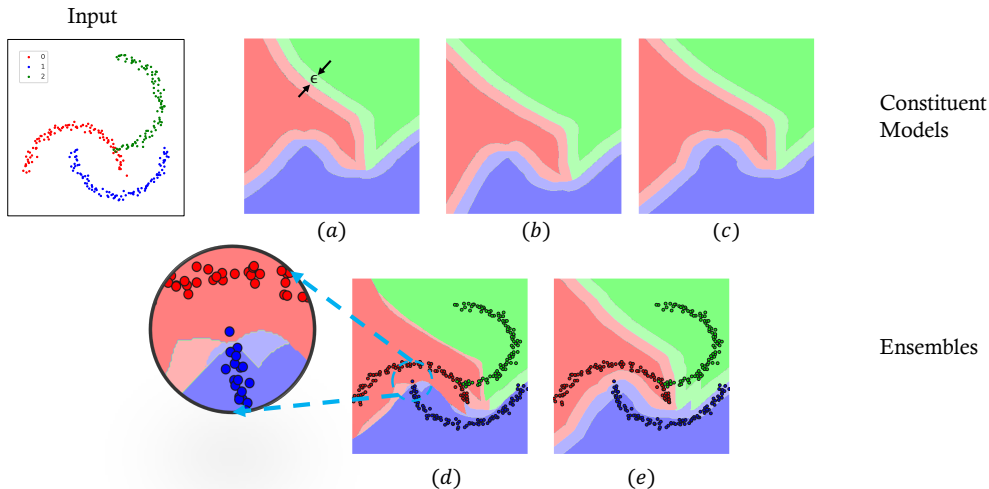 Input
0
1
2
ϵ
Constituent
Models
(a)
(b)
(c)
Ensembles
(d)
(e)